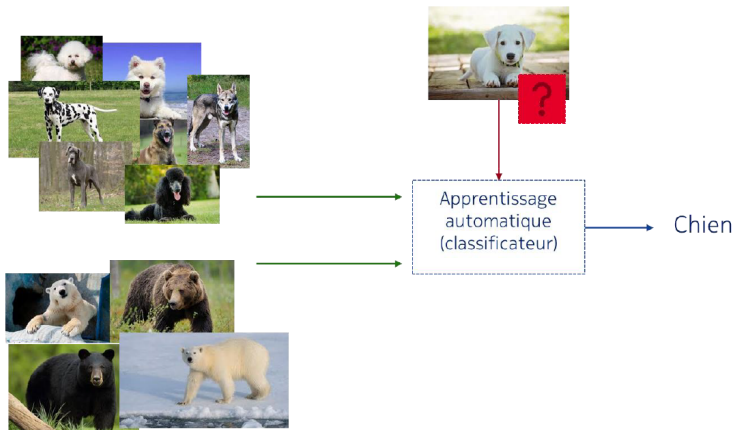 ?
Apprentissage
automatique
(classificateur)
Chien